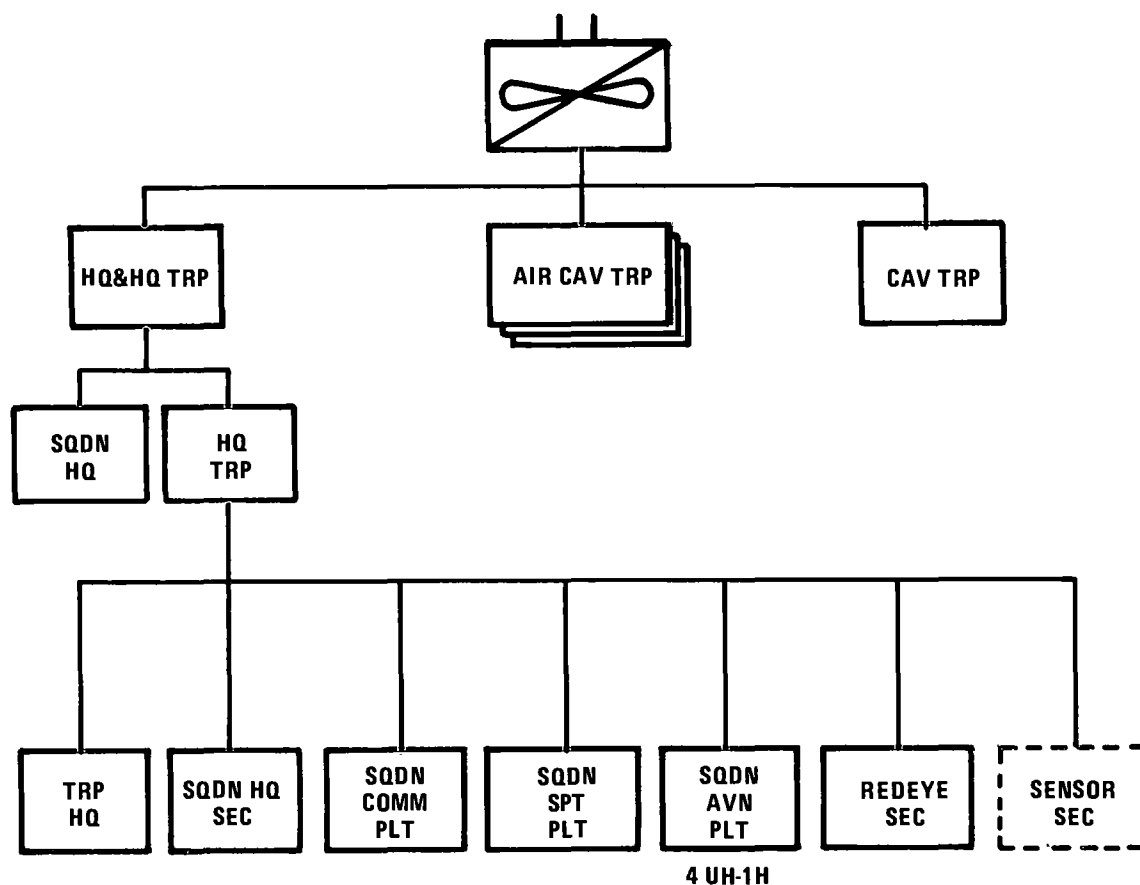 HQ&HQ TRP
AIR CAV TRP
CAV TRP
SQDN
HQ
HQ
TRP
TRP
HQ
SQDN HQ
SEC
SQDN
COMM
PLT
SQDN
SPT
PLT
SQDN
AVN
PLT
REDEYE
SEC
SENSOR
SEC
4 UH-1H